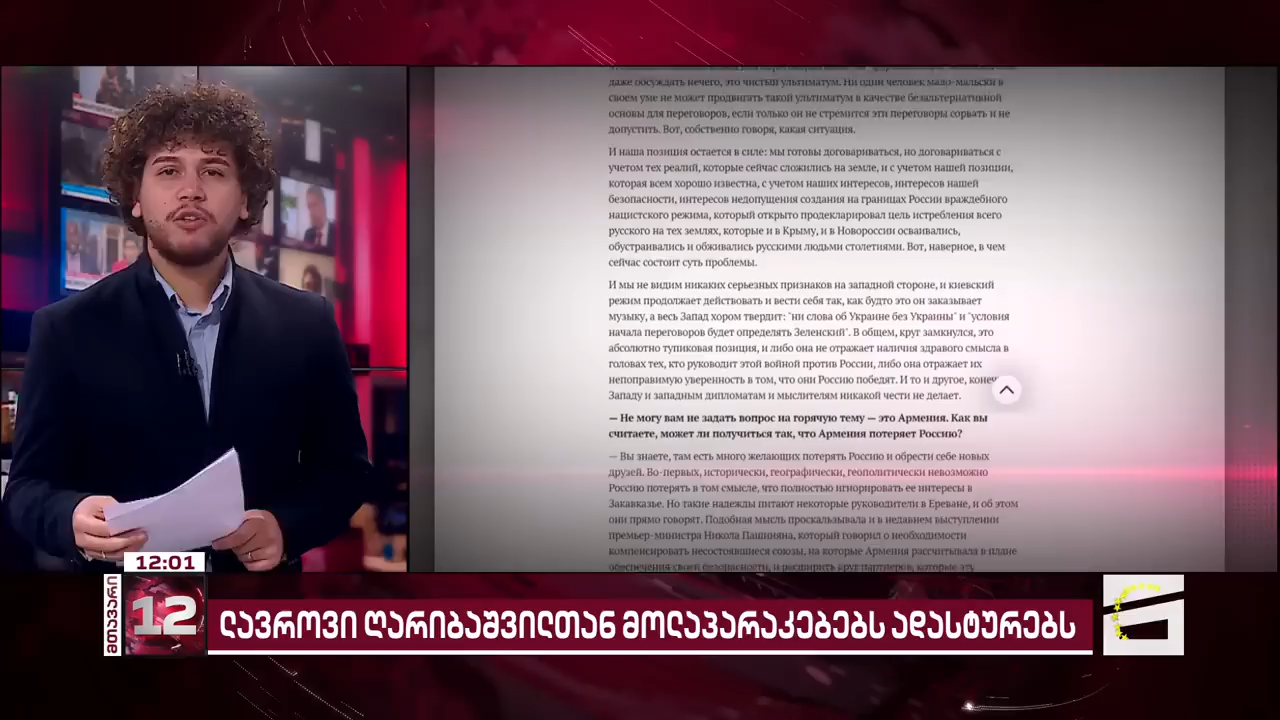 даже обсуждать нечего, это чистый ультиматум. Ни один человек мало-мальски в
своем уме не может продвигать такой ультиматум в качестве безальтернативной
основы для переговоров, если только он не стремится эти переговоры сорвать и не
допустить. Вот, собственно говоря, какая ситуация.
И наша позиция остается в силе: мы готовы договариваться, но договариваться с
учетом тех реалий, которые сейчас сложились на земле, и с учетом нашей позиции,
которая всем хорошо известна, с учетом наших интересов, интересов нашей
безопасности, интересов недопущения создания на границах России враждебного
нацистского режима, который открыто продекларировал цель истребления всего
русского на тех землях, которые и в Крыму, и в Новороссии осваивались,
обустраивались и обживались русскими людьми столетиями. Вот, наверное, в чем
сейчас состоит суть проблемы.
И мы не видим никаких серьезных признаков на западной стороне, и киевский
режим продолжает действовать и вести себя так, как будто это он заказывает
музыку, а весь Запад хором твердит: "ни слова об Украине без Украины" и "условия
начала переговоров будет определять Зеленский". В общем, круг замкнулся, это
абсолютно тупиковая позиция, и либо она не отражает наличия здравого смысла в
головах тех, кто руководит этой войной против России, либо она отражает их
непоправимую уверенность в том, что они Россию победят. И то и другое,
Западу и западным дипломатам и мыслителям никакой чести не делает.
— Не могу вам не задать вопрос на горячую тему — это Армения. Как вы
считаете, может ли получиться так, что Армения потеряет Россию?
— Вы знаете, там есть много желающих потерять Россию и обрести себе новых
друзей. Во-первых, исторически, географически, геополитически невозможно
Россию потерять в том смысле, что полностью игнорировать ее интересы в
Закавказье. Но такие надежды питают некоторые руководители в Ереване, и об этом
они прямо говорят. Подобная мысль проскальзывала и в недавнем выступлении
премьер-министра Никола Пашиняна, который говорил о необходимости
компенсировать несостоявшиеся союзы, на которые Армения рассчитывала в плане
обеспечения своей безопасности, и расширить круг партнеров, которые эту
12:01
მთავარი
12
ლავროვი ღარიბაშვილთან მოლაპარაკებებს ადასტურებს